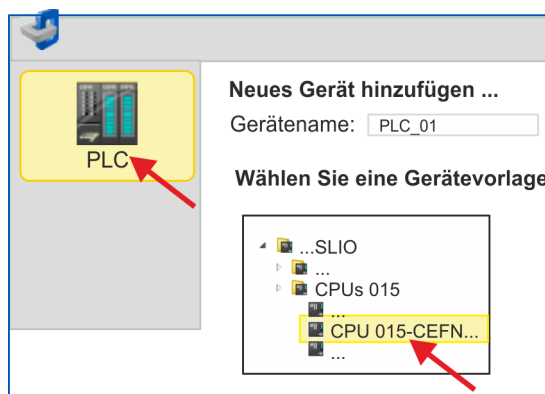 PLC
Neues Gerät hinzufügen ...
Gerätename: PLC_01
Wählen Sie eine Gerätevorlage
...SLIO
...
CPUs 015
...
CPU 015-CEFN...
...